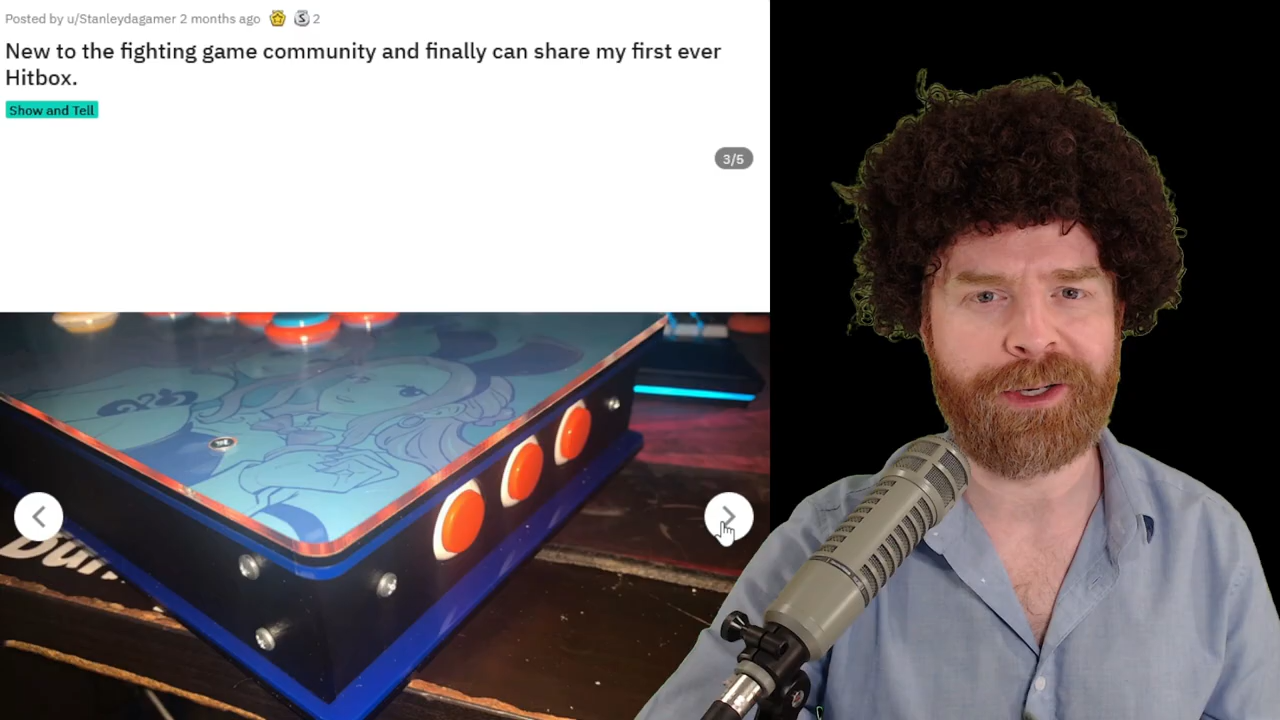 Posted by u/Stanleydagamer 2 months ago 2
New to the fighting game community and finally can share my first ever
Hitbox.
Show and Tell
3/5